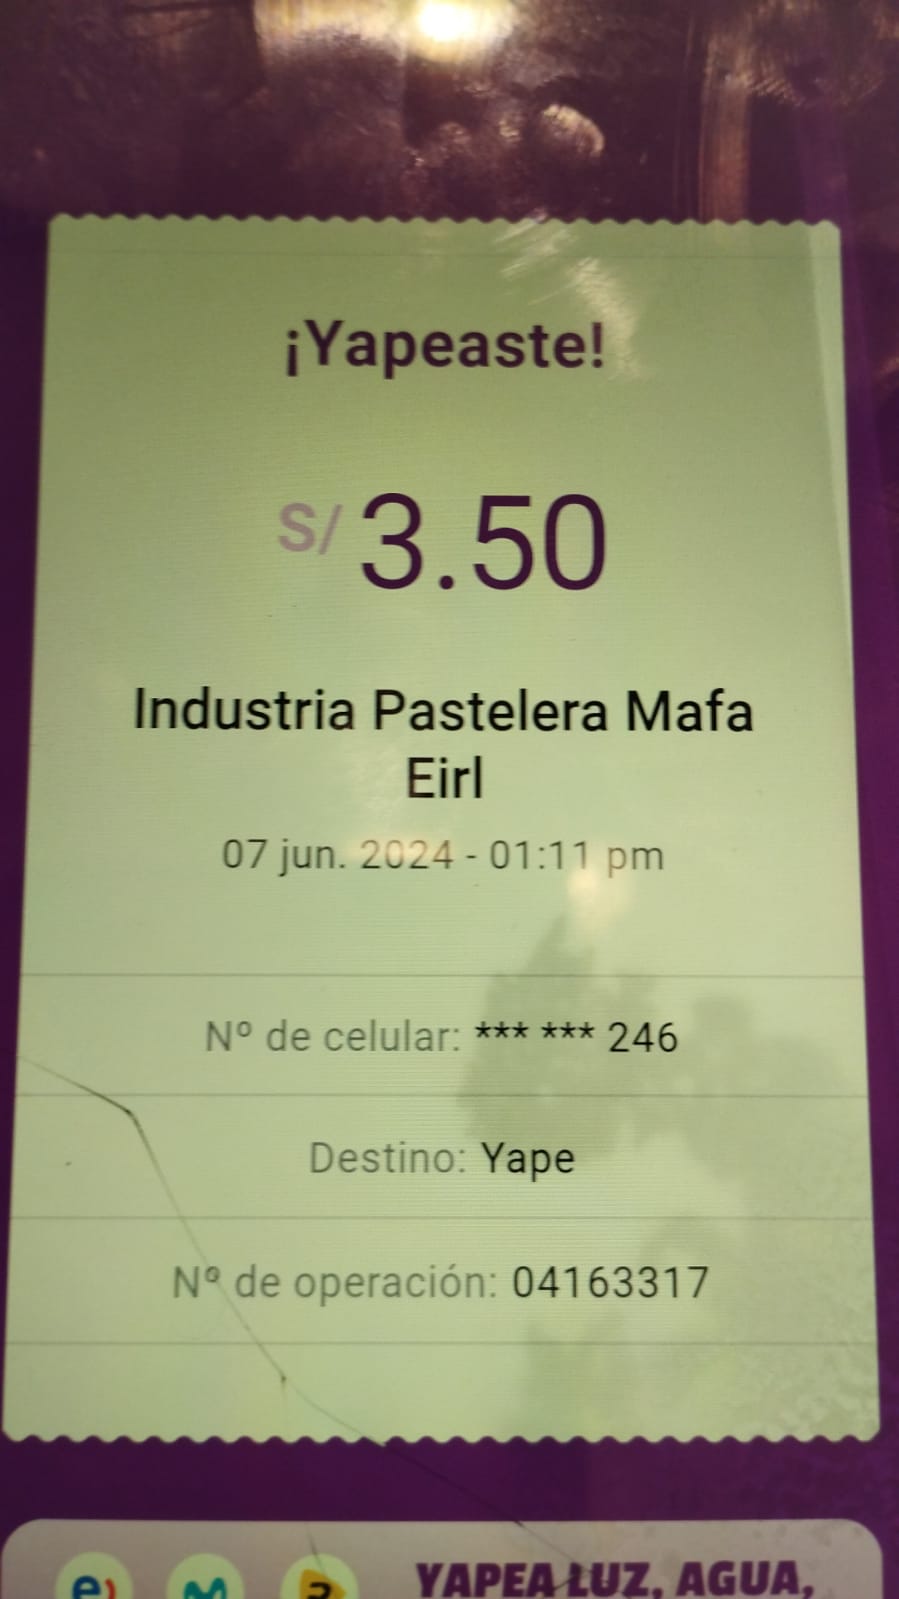 ¡Yapeaste!
S/ 3.50
Industria Pastelera Mafa
Eirl
07 jun. 2024 - 01:11 pm
Nº de celular: *** *** 246
Destino: Yape
Nº de operación: 04163317
YAPEA LUZ, AGUA,